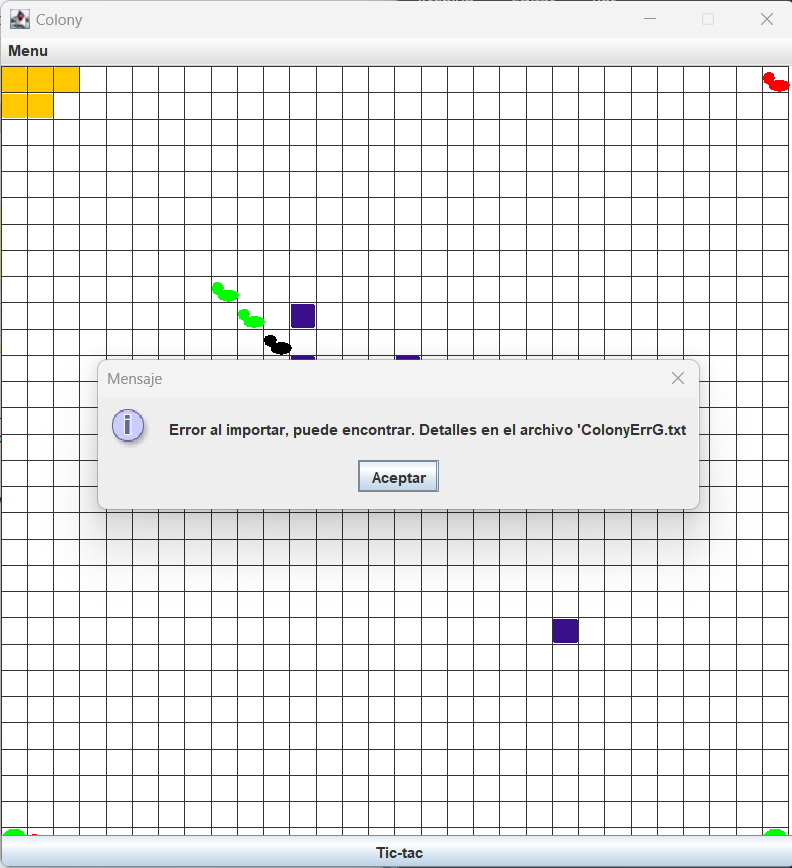 Colony
Menu
Mensaje
i
Error al importar, puede encontrar. Detalles en el archivo 'ColonyErrG.txt
Aceptar
Tic-tac